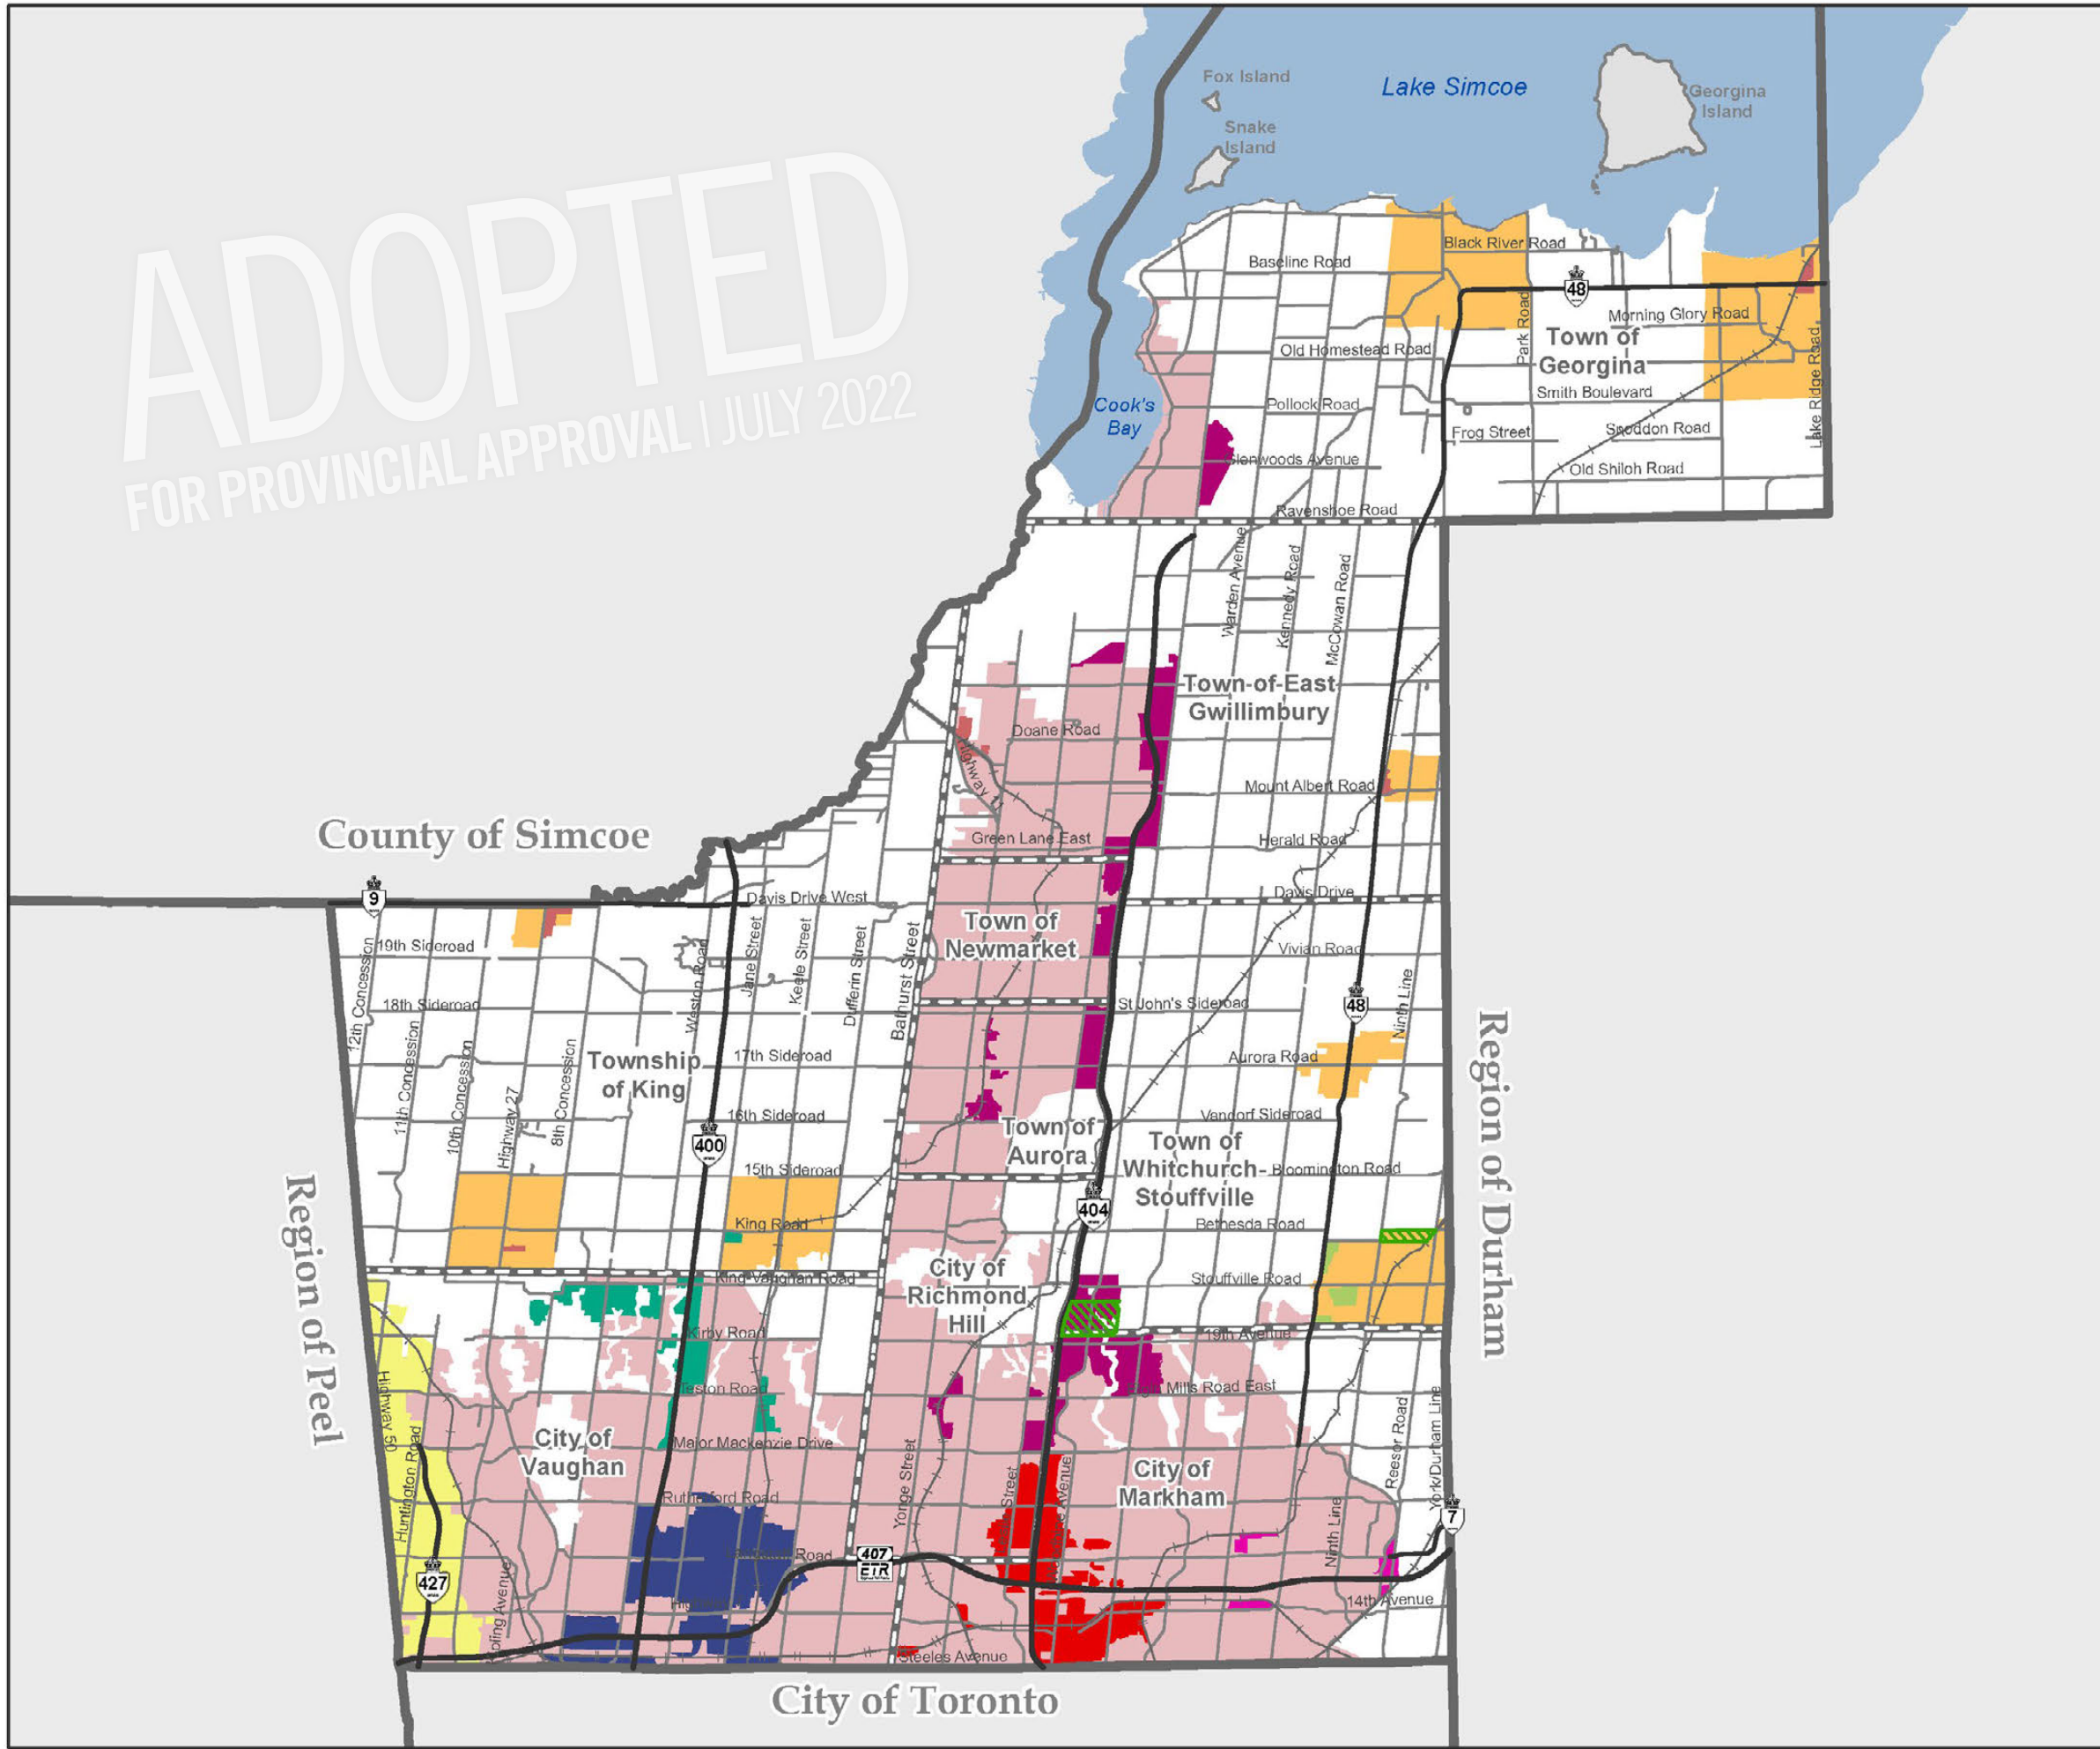 ADOPTED
FOR PROVINCIAL APPROVAL | JULY 2022
Fox Island
Lake Simcoe
Georgina
Island
Snake
Island
Black River Road
Baseline Road
48
Morning Glory Road
Park Road
Town of
Georgina
Old Homestead Road
Lake Ridge Road
Smith Boulevard
Cook's
Bay
Pollock Road
Frog Street
Snoddon Road
Glenwoods Avenue
Old Shiloh Road
Ravenshoe Road
Warden Avenue
Kennedy Road
McCowan Road
Town of East
Gwillimbury
Doane Road
Highway 11
Mount Albert Road
County of Simcoe
Green Lane East
Herald Road
9
Davis Drive West
Davis Drive
19th Sideroad
Town of
Newmarket
Vivian Road
12th Concession
Weston Road
Jane Street
Keele Street
Dufferin Street
Bathurst Street
18th Sideroad
St John's Sideroad
48
Ninth Line
11th Concession
10th Concession
Highway 27
8th Concession
Township
of King
17th Sideroad
Aurora Road
16th Sideroad
Vandorf Sideroad
Town of
Aurora
400
Town of
Whitchurch-
Stouffville
Bloomington Road
15th Sideroad
404
King Road
Bethesda Road
Region of Peel
Region of Durham
City of
Richmond
Hill
King-Vaughan Road
Stouffville Road
Kirby Road
19th Avenue
Highway 50
Teston Road
Mills Road East
City of
Vaughan
Major Mackenzie Drive
City of
Markham
Huntington Road
Yonge Street
Street
Avenue
Reesor Road
York/Durham Line
Rutherford Road
Ninth Line
7
Road
407
ETR
427
14th Avenue
Steeles Avenue
City of Toronto